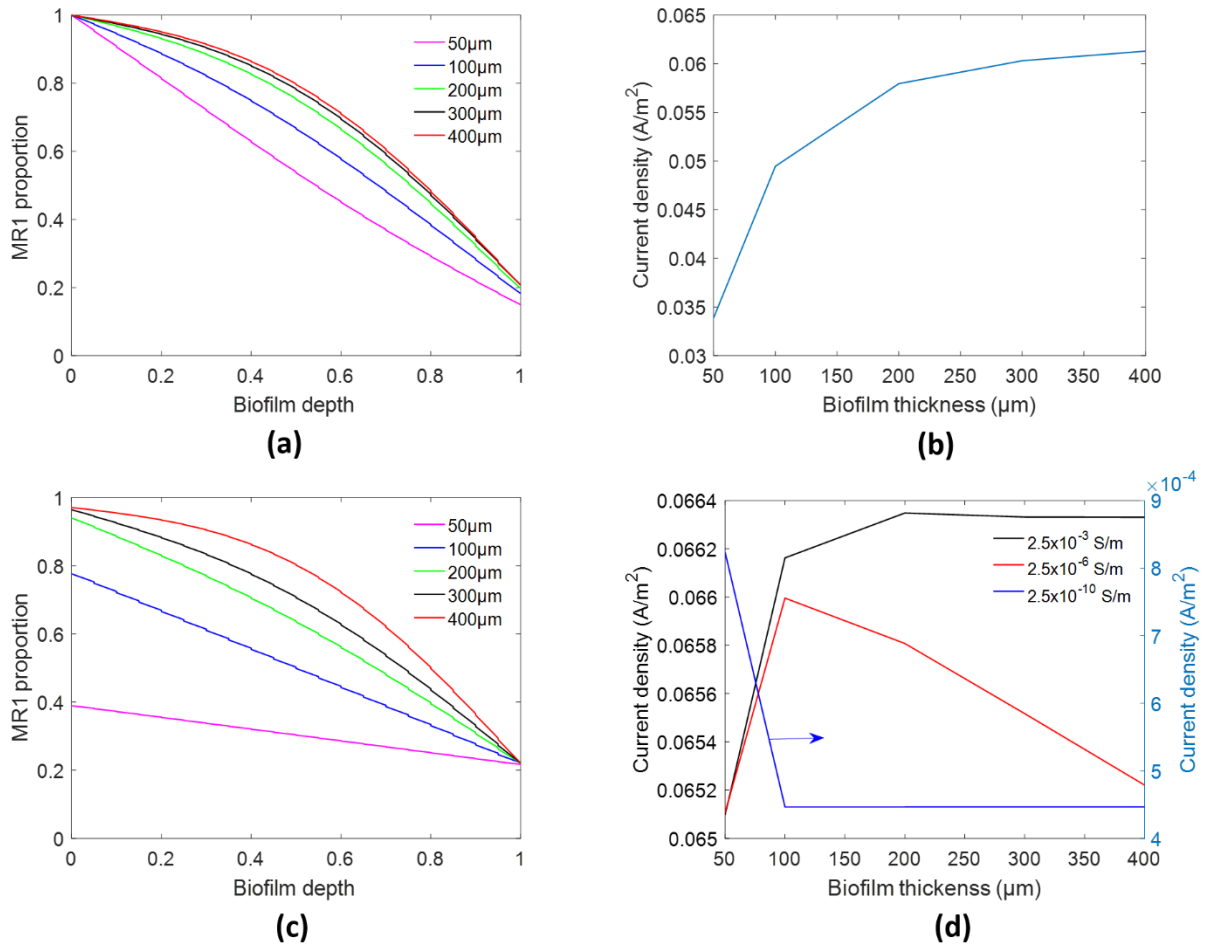 1
0.8
0.6
0.4
0.2
0
MR1 proportion
0 0.2 0.4 0.6 0.8 1
Biofilm depth
50µm
100µm
200µm
300µm
400µm
(a)
0.065
0.06
0.055
0.05
0.045
0.04
0.035
0.03
Current density (A/m²)
50 100 150 200 250 300 350 400
Biofilm thickness (µm)
(b)
1
0.8
0.6
0.4
0.2
0
MR1 proportion
0 0.2 0.4 0.6 0.8 1
Biofilm depth
50µm
100µm
200µm
300µm
400µm
(c)
0.0664
0.0662
0.066
0.0658
0.0656
0.0654
0.0652
0.065
Current density (A/m²)
2.5x10⁻³ S/m
2.5x10⁻⁶ S/m
2.5x10⁻¹⁰ S/m
×10⁻⁴
9
8
7
6
5
4
Current density (A/m²)
50 100 150 200 250 300 350 400
Biofilm thickenss (µm)
(d)